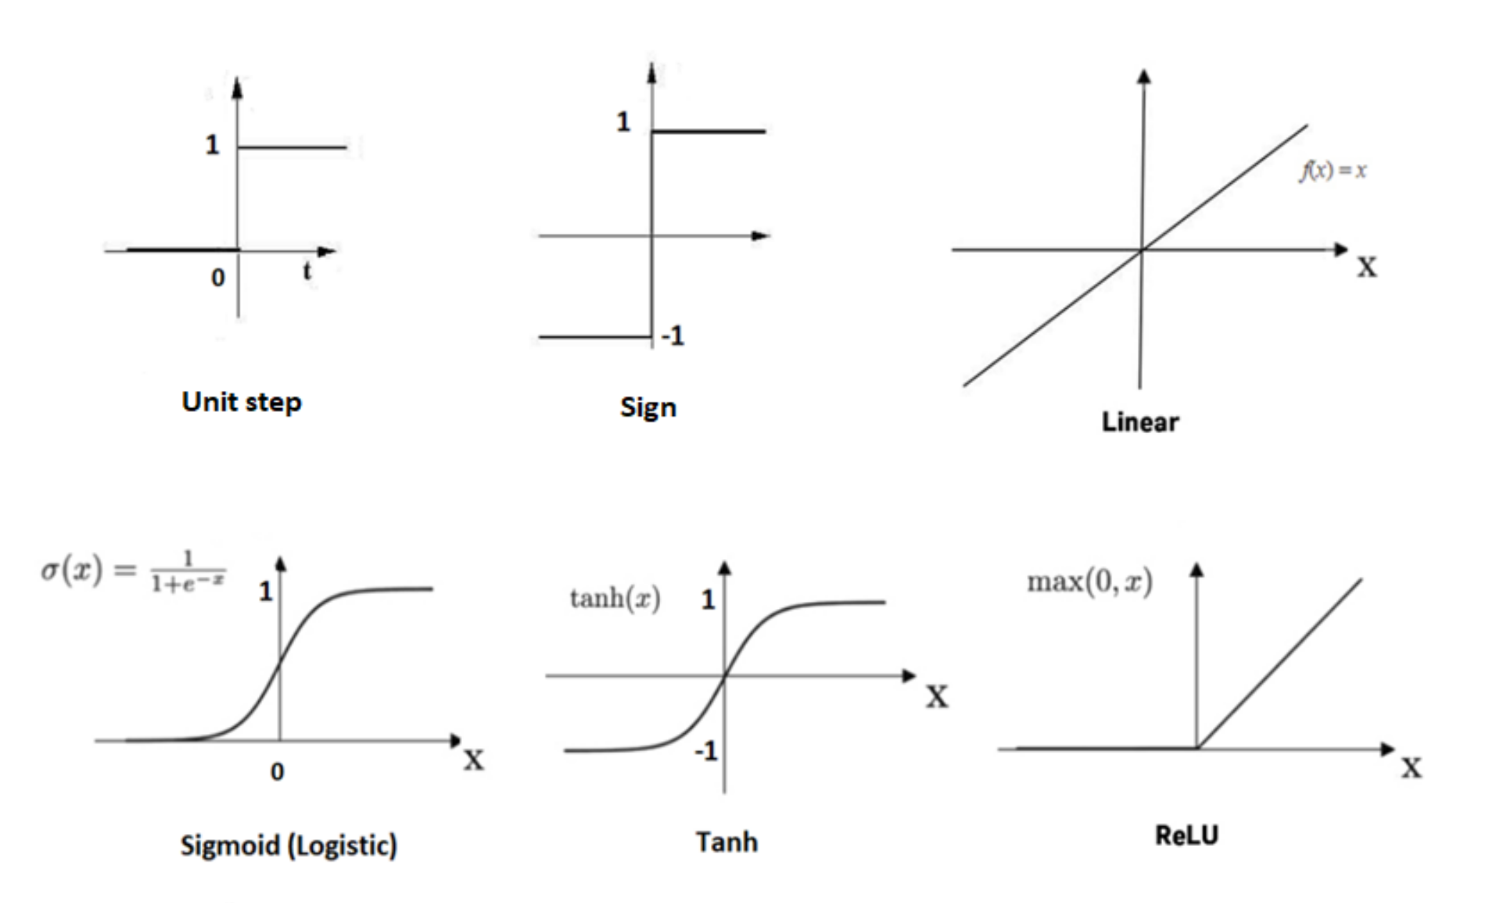 1
0
t
Unit step
1
-1
Sign
f(x) = x
X
Linear
σ(x) = 1/1+e^−x
1
0
X
Sigmoid (Logistic)
tanh(x)
1
-1
X
Tanh
max(0, x)
X
ReLU